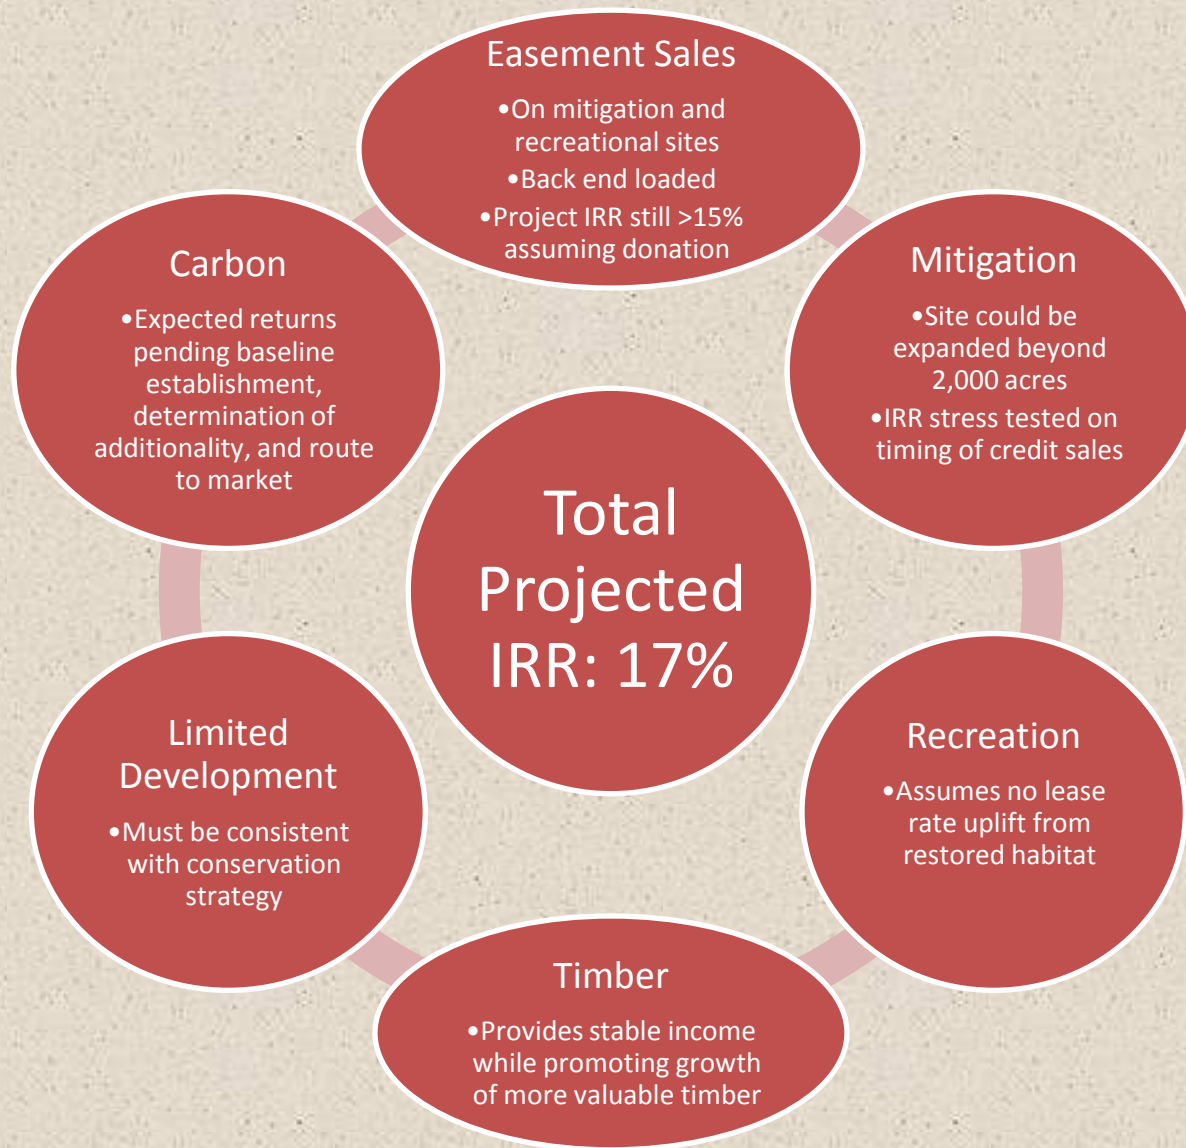 Easement Sales
•On mitigation and
recreational sites
•Back end loaded
•Project IRR still >15%
assuming donation
Mitigation
•Site could be
expanded beyond
2,000 acres
•IRR stress tested on
timing of credit sales
Recreation
•Assumes no lease
rate uplift from
restored habitat
Timber
•Provides stable income
while promoting growth
of more valuable timber
Limited
Development
•Must be consistent
with conservation
strategy
Carbon
•Expected returns
pending baseline
establishment,
determination of
additionality, and route
to market
Total
Projected
IRR: 17%